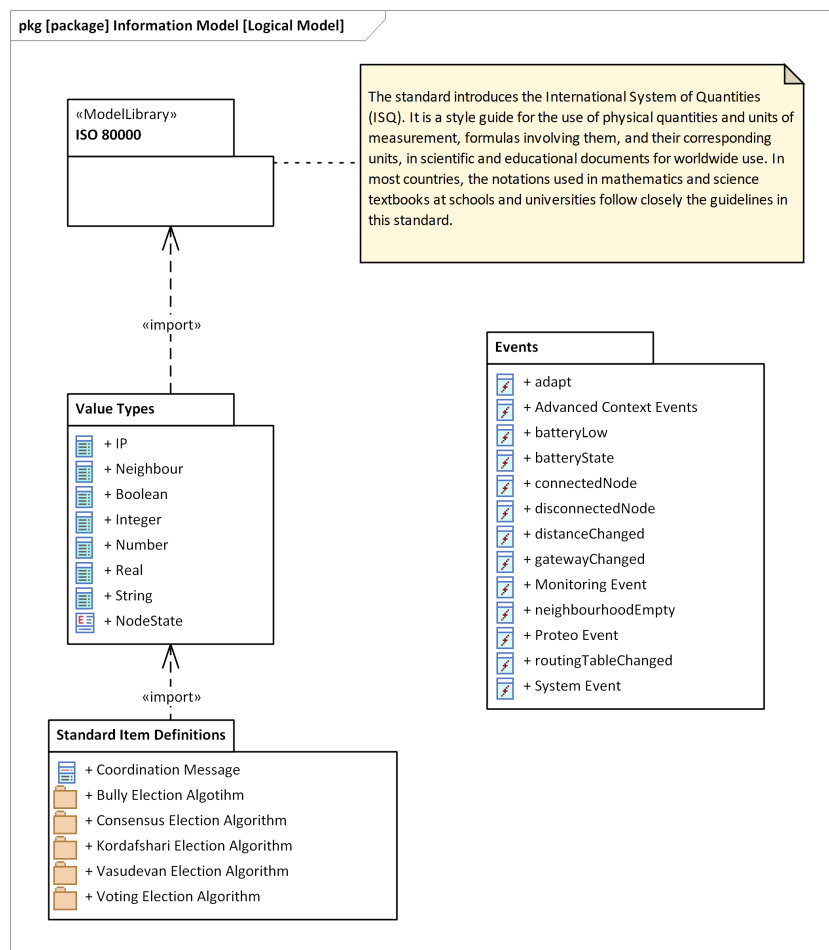 pkg [package] Information Model [Logical Model]
«ModelLibrary»
ISO 80000
The standard introduces the International System of Quantities
(ISQ). It is a style guide for the use of physical quantities and units of
measurement, formulas involving them, and their corresponding
units, in scientific and educational documents for worldwide use. In
most countries, the notations used in mathematics and science
textbooks at schools and universities follow closely the guidelines in
this standard.
«import»
Value Types
+ IP
+ Neighbour
+ Boolean
+ Integer
+ Number
+ Real
+ String
+ NodeState
«import»
Standard Item Definitions
+ Coordination Message
+ Bully Election Algotihm
+ Consensus Election Algorithm
+ Kordafshari Election Algorithm
+ Vasudevan Election Algorithm
+ Voting Election Algorithm
Events
+ adapt
+ Advanced Context Events
+ batteryLow
+ batteryState
+ connectedNode
+ disconnectedNode
+ distanceChanged
+ gatewayChanged
+ Monitoring Event
+ neighbourhoodEmpty
+ Proteo Event
+ routingTableChanged
+ System Event